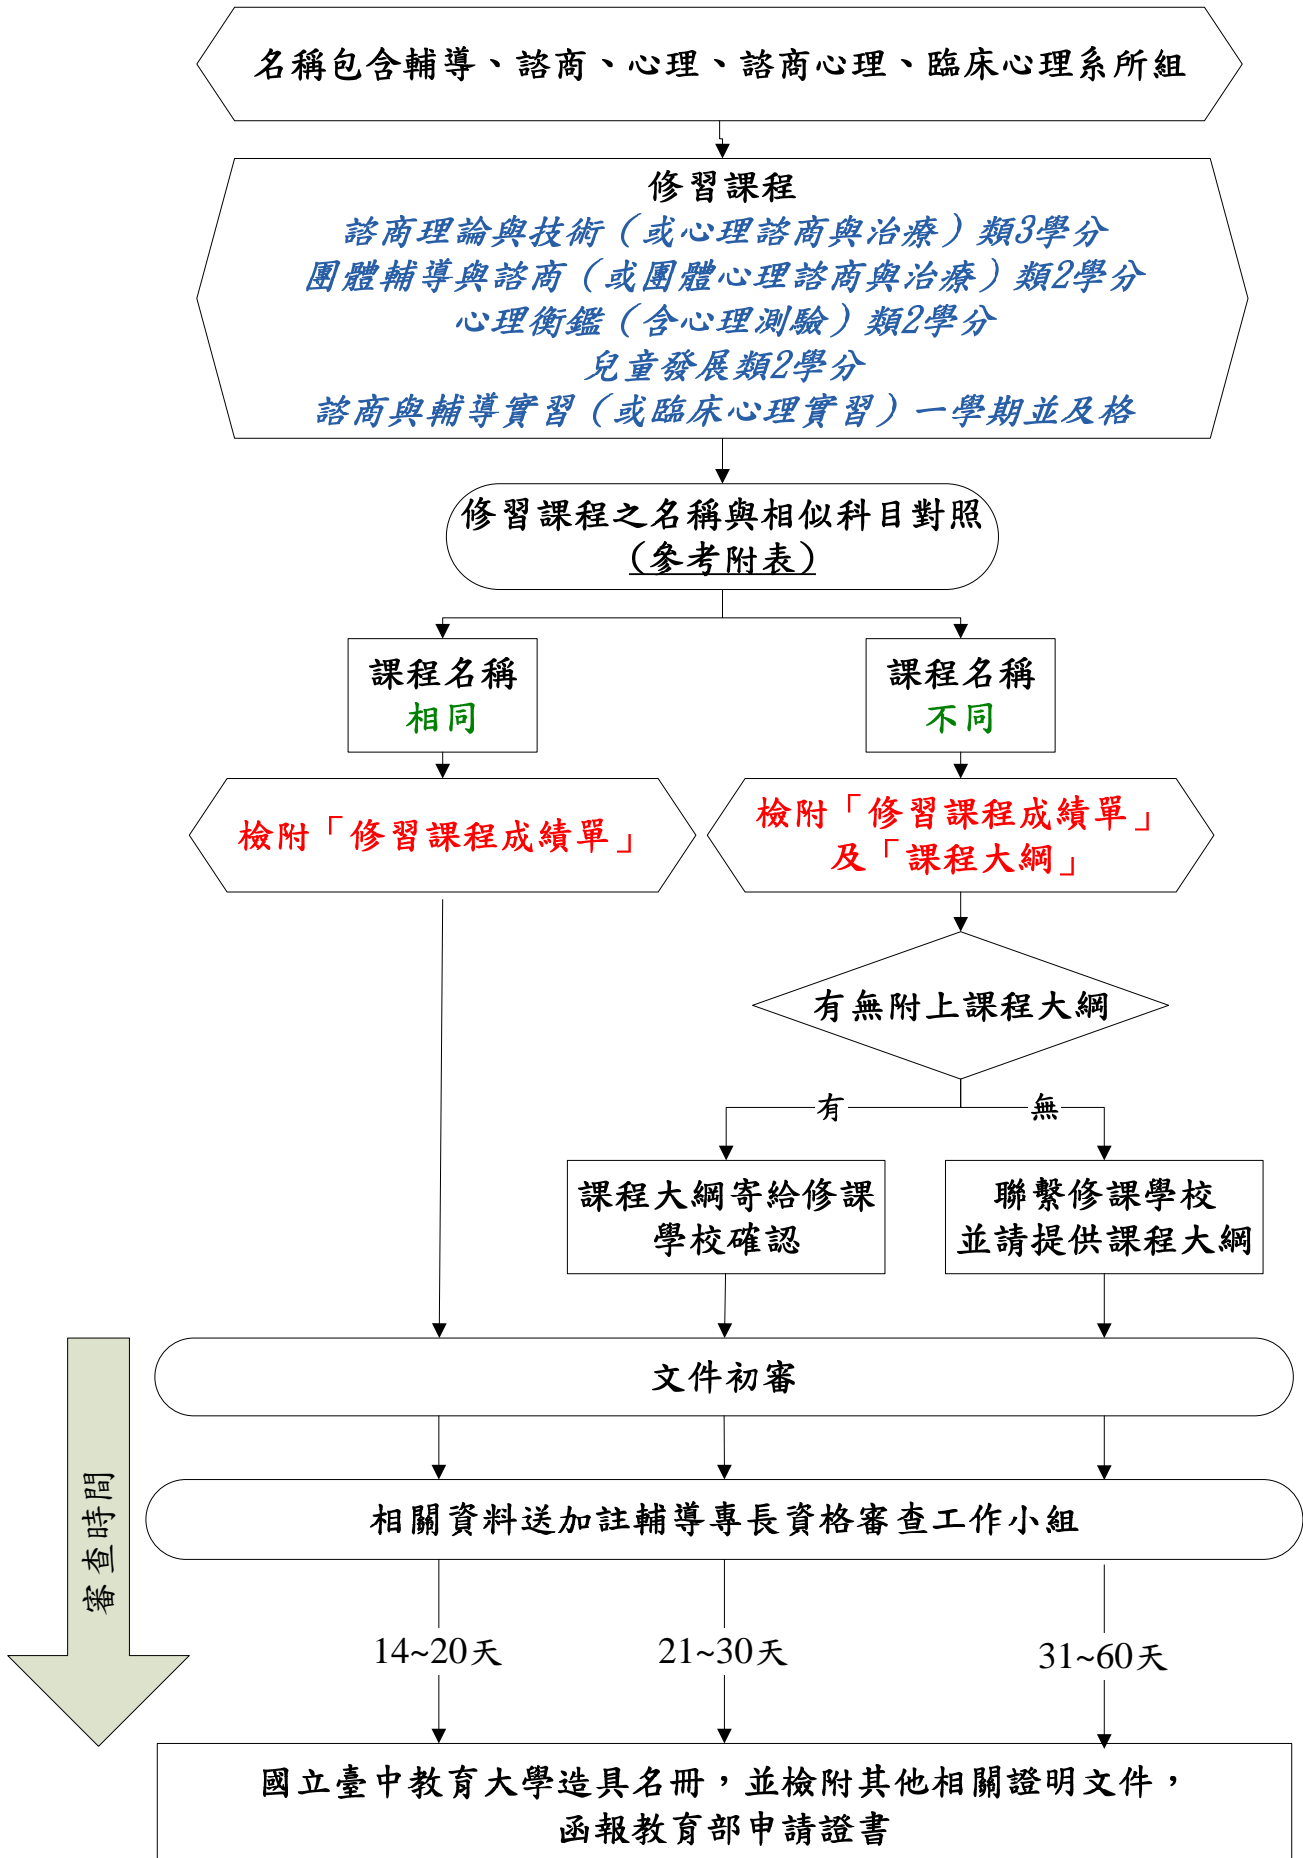 名稱包含輔導、諮商、心理、諮商心理、臨床心理系所組
修習課程
諮商理論與技術（或心理諮商與治療）類3學分
團體輔導與諮商（或團體心理諮商與治療）類2學分
心理衡鑑（含心理測驗）類2學分
兒童發展類2學分
諮商與輔導實習（或臨床心理實習）一學期並及格
修習課程之名稱與相似科目對照
(參考附表)
課程名稱
相同
課程名稱
不同
檢附「修習課程成績單」
檢附「修習課程成績單」
及「課程大綱」
有無附上課程大綱
有
無
課程大綱寄給修課
學校確認
聯繫修課學校
並請提供課程大綱
文件初審
審查時間
相關資料送加註輔導專長資格審查工作小組
14~20天
21~30天
31~60天
國立臺中教育大學造具名冊，並檢附其他相關證明文件，
函報教育部申請證書